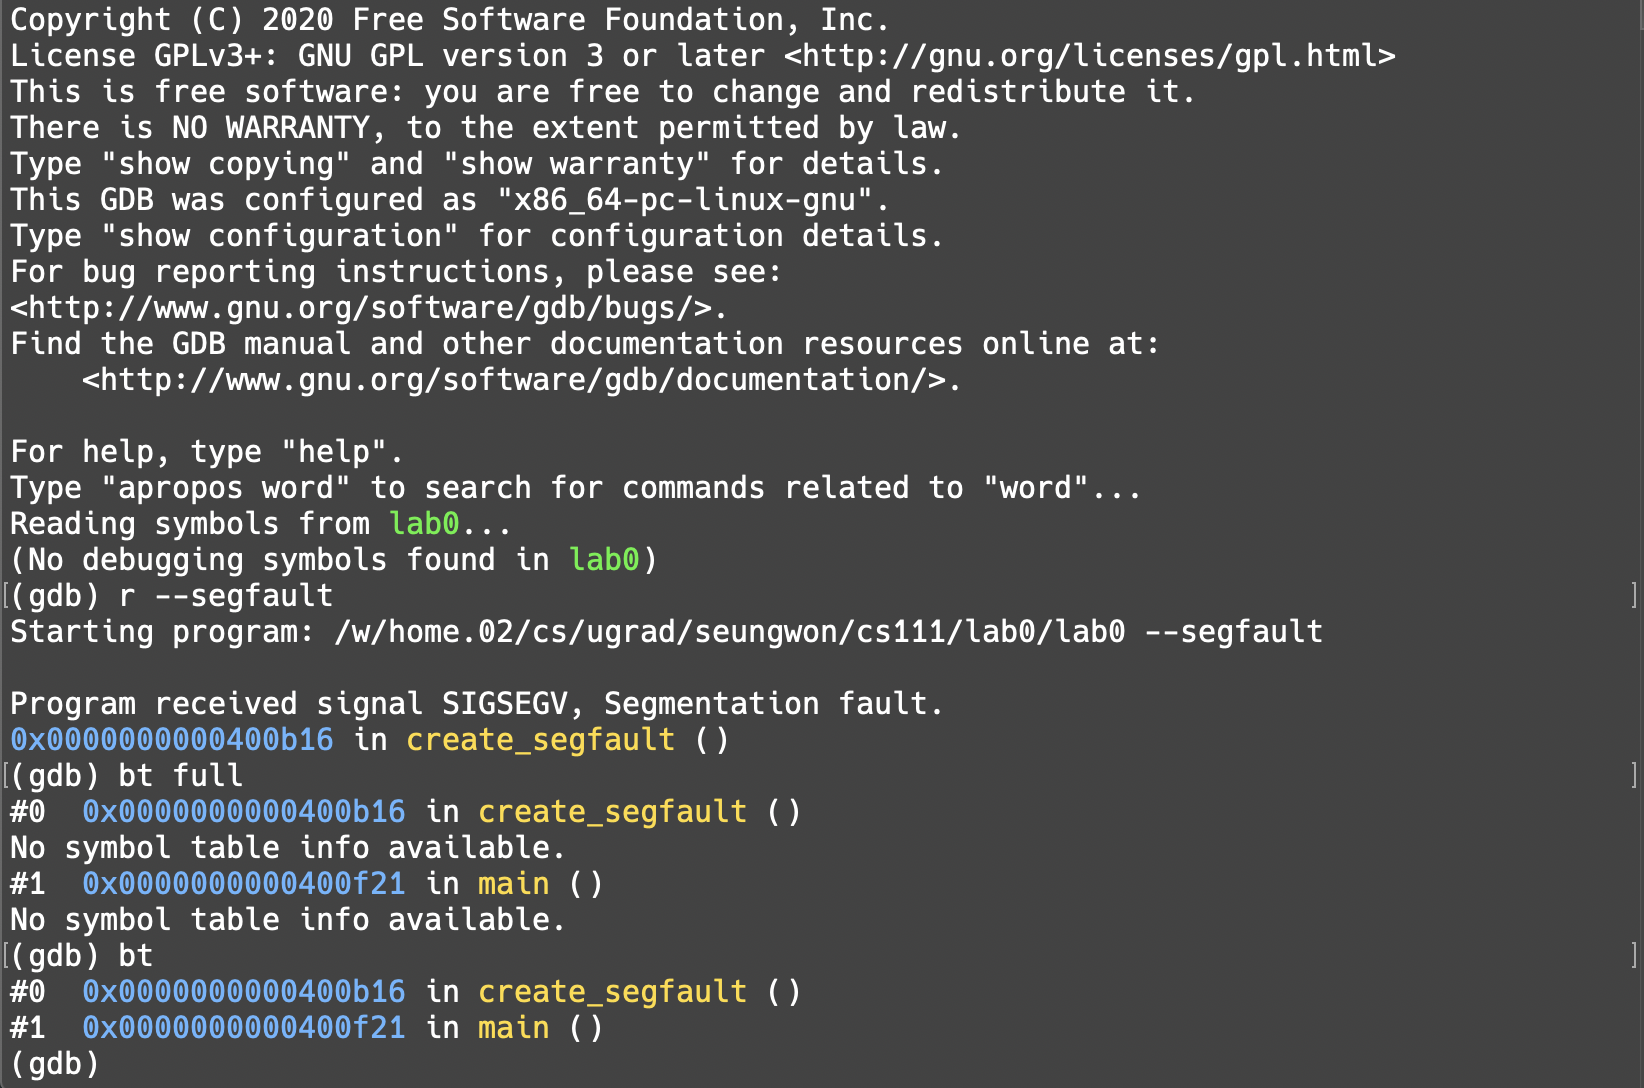 Copyright (C) 2020 Free Software Foundation, Inc.
License GPLv3+: GNU GPL version 3 or later <http://gnu.org/licenses/gpl.html>
This is free software: you are free to change and redistribute it.
There is NO WARRANTY, to the extent permitted by law.
Type "show copying" and "show warranty" for details.
This GDB was configured as "x86_64-pc-linux-gnu".
Type "show configuration" for configuration details.
For bug reporting instructions, please see:
<http://www.gnu.org/software/gdb/bugs/>.
Find the GDB manual and other documentation resources online at:
    <http://www.gnu.org/software/gdb/documentation/>.

For help, type "help".
Type "apropos word" to search for commands related to "word"...
Reading symbols from lab0...
(No debugging symbols found in lab0)
[(gdb) r --segfault ]
Starting program: /w/home.02/cs/ugrad/seungwon/cs111/lab0/lab0 --segfault

Program received signal SIGSEGV, Segmentation fault.
0x0000000000400b16 in create_segfault ()
[(gdb) bt full ]
#0  0x0000000000400b16 in create_segfault ()
No symbol table info available.
#1  0x0000000000400f21 in main ()
No symbol table info available.
[(gdb) bt ]
#0  0x0000000000400b16 in create_segfault ()
#1  0x0000000000400f21 in main ()
(gdb)